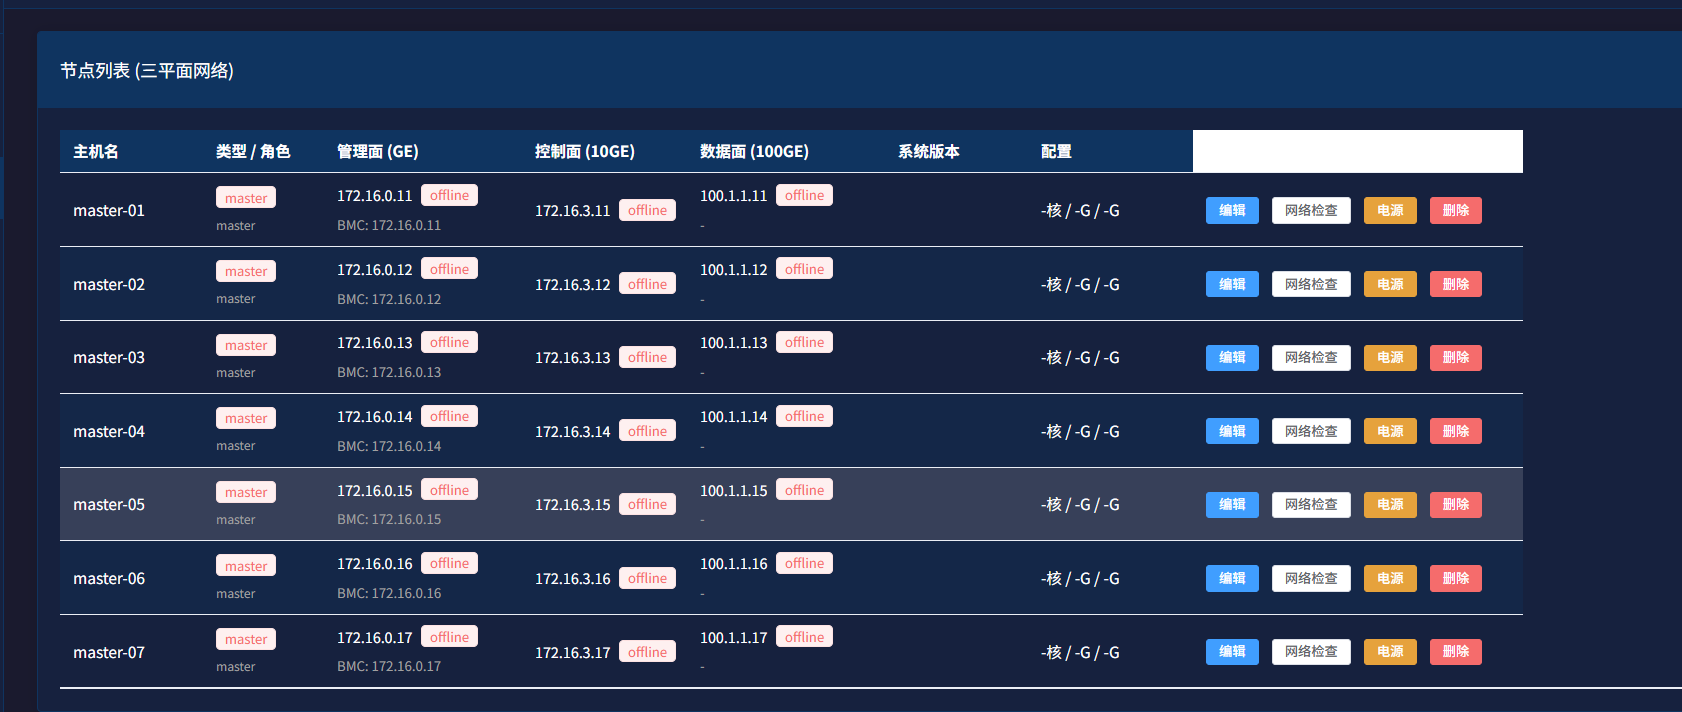 节点列表 (三平面网络)
主机名 类型 / 角色 管理面 (GE) 控制面 (10GE) 数据面 (100GE) 系统版本 配置
master-01 master master 172.16.0.11 offline BMC: 172.16.0.11 172.16.3.11 offline 100.1.1.11 offline - -核 / -G / -G 编辑 网络检查 电源 删除
master-02 master master 172.16.0.12 offline BMC: 172.16.0.12 172.16.3.12 offline 100.1.1.12 offline - -核 / -G / -G 编辑 网络检查 电源 删除
master-03 master master 172.16.0.13 offline BMC: 172.16.0.13 172.16.3.13 offline 100.1.1.13 offline - -核 / -G / -G 编辑 网络检查 电源 删除
master-04 master master 172.16.0.14 offline BMC: 172.16.0.14 172.16.3.14 offline 100.1.1.14 offline - -核 / -G / -G 编辑 网络检查 电源 删除
master-05 master master 172.16.0.15 offline BMC: 172.16.0.15 172.16.3.15 offline 100.1.1.15 offline - -核 / -G / -G 编辑 网络检查 电源 删除
master-06 master master 172.16.0.16 offline BMC: 172.16.0.16 172.16.3.16 offline 100.1.1.16 offline - -核 / -G / -G 编辑 网络检查 电源 删除
master-07 master master 172.16.0.17 offline BMC: 172.16.0.17 172.16.3.17 offline 100.1.1.17 offline - -核 / -G / -G 编辑 网络检查 电源 删除